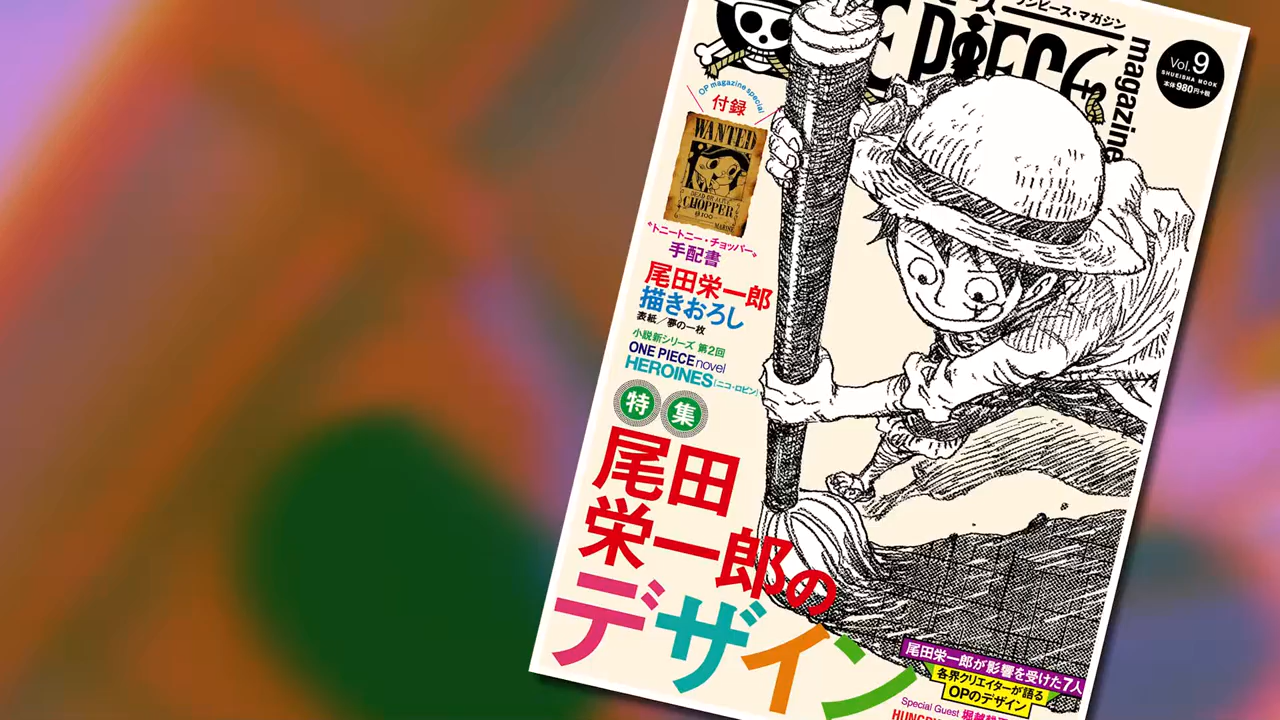 ワンピース・マガジン
magazine
Vol.9
SHUEISHA MOOK
本体980円+税
OP magazine special
付録
WANTED
DEAD OR ALIVE
CHOPPER
100
MARINE
“トニートニー・チョッパー”
手配書
尾田栄一郎
描きおろし
表紙/夢の一枚
小説新シリーズ 第2回
ONE PIECE novel
HEROINES(ニコ・ロビン)
特集
尾田
栄一郎の
デザイン
尾田栄一郎が影響を受けた7人
各界クリエイターが語る
OPのデザイン
Special Guest